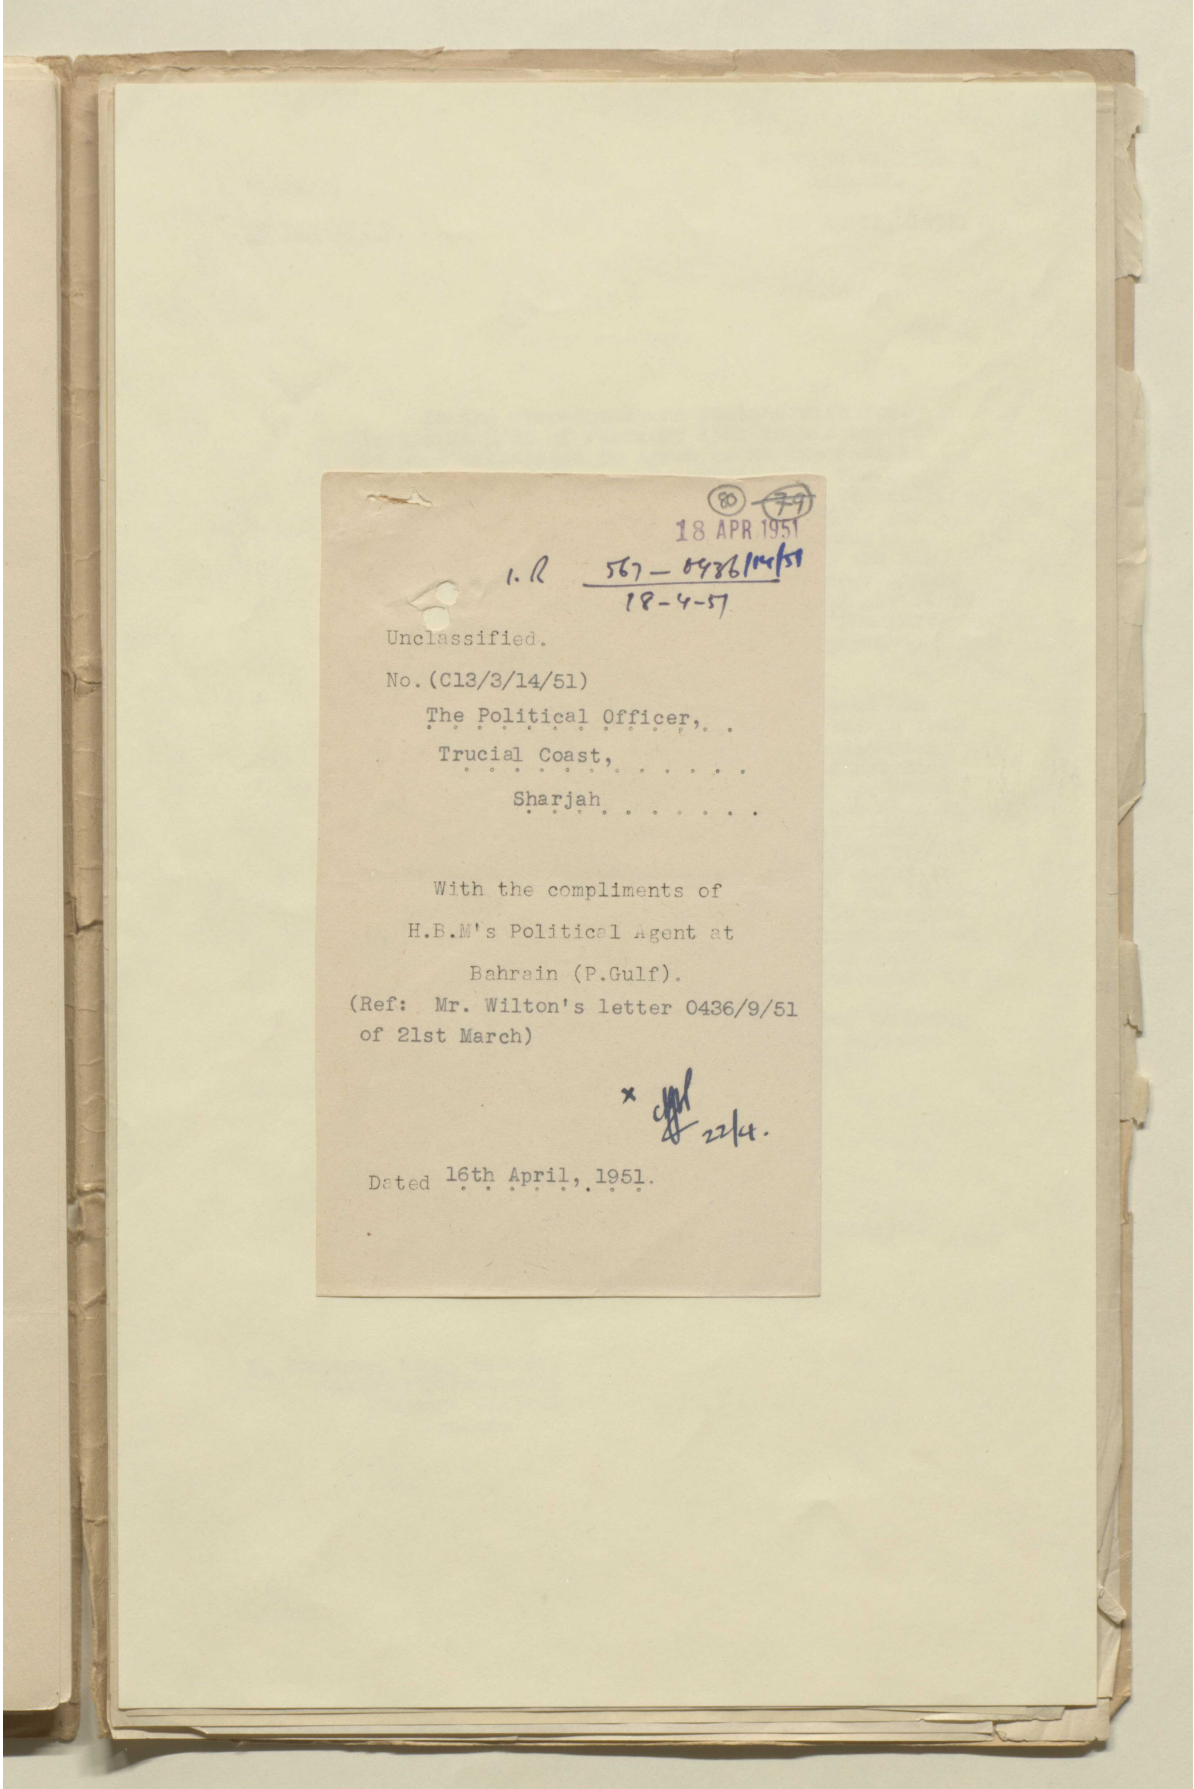 80 79
18 APR 1951
1. R 567 — 0436/14/51
18-4-51
Unclassified.
No.(C13/3/14/51)
The Political Officer,
Trucial Coast,
Sharjah
With the compliments of
H.B.M's Political Agent at
Bahrain (P.Gulf).
(Ref: Mr. Wilton's letter 0436/9/51
of 21st March)
x
22/4.
Dated 16th April, 1951.